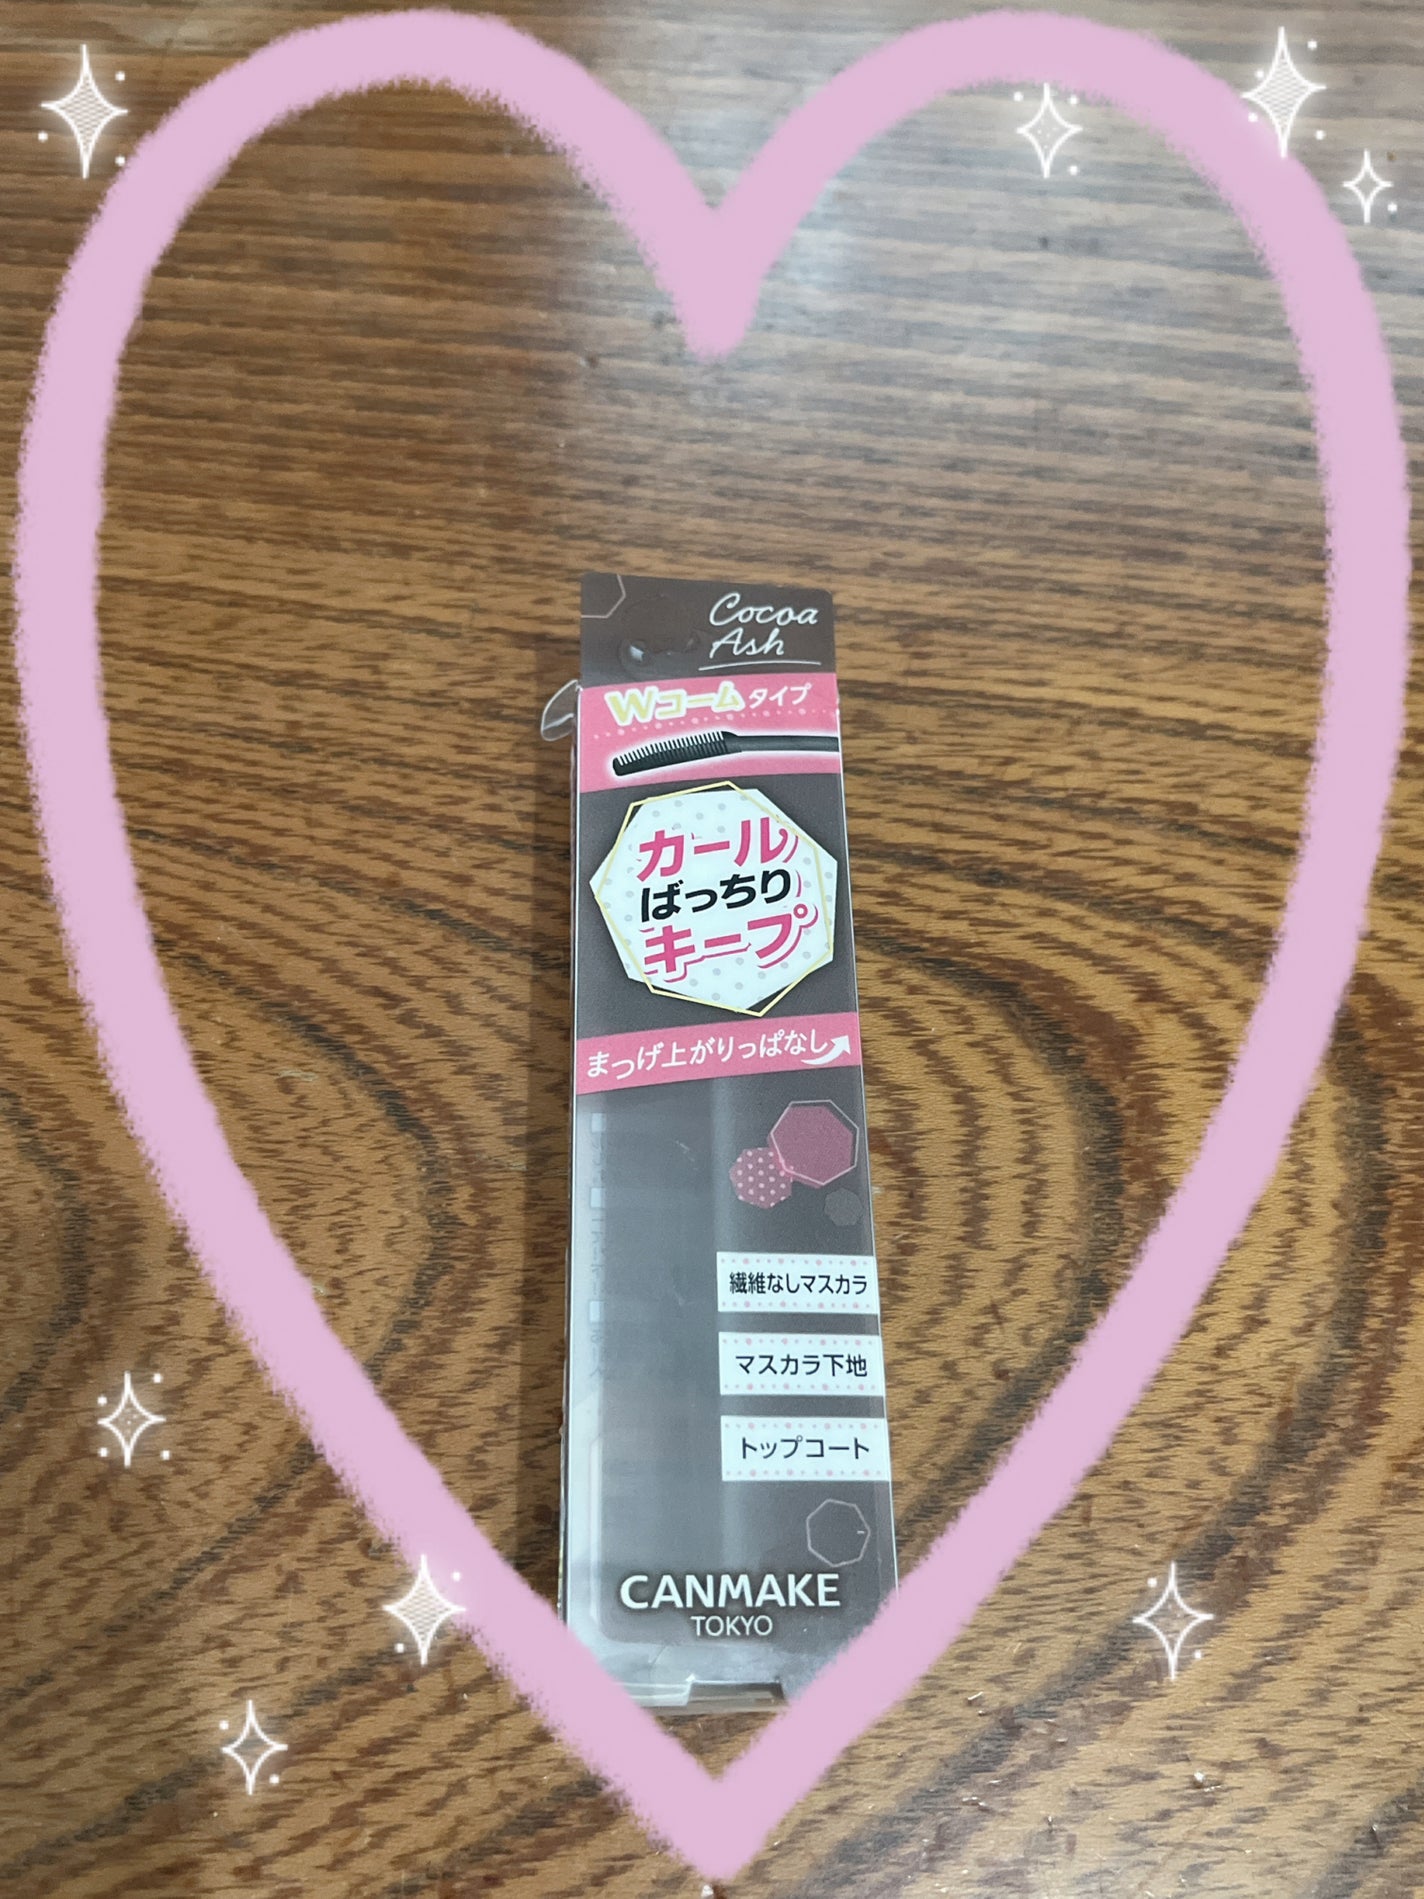 Cocoa
Ash
Wコームタイプ
カール
ばっちり
キープ
まつげ上がりっぱなし
繊維なしマスカラ
マスカラ下地
トップコート
CANMAKE
TOKYO